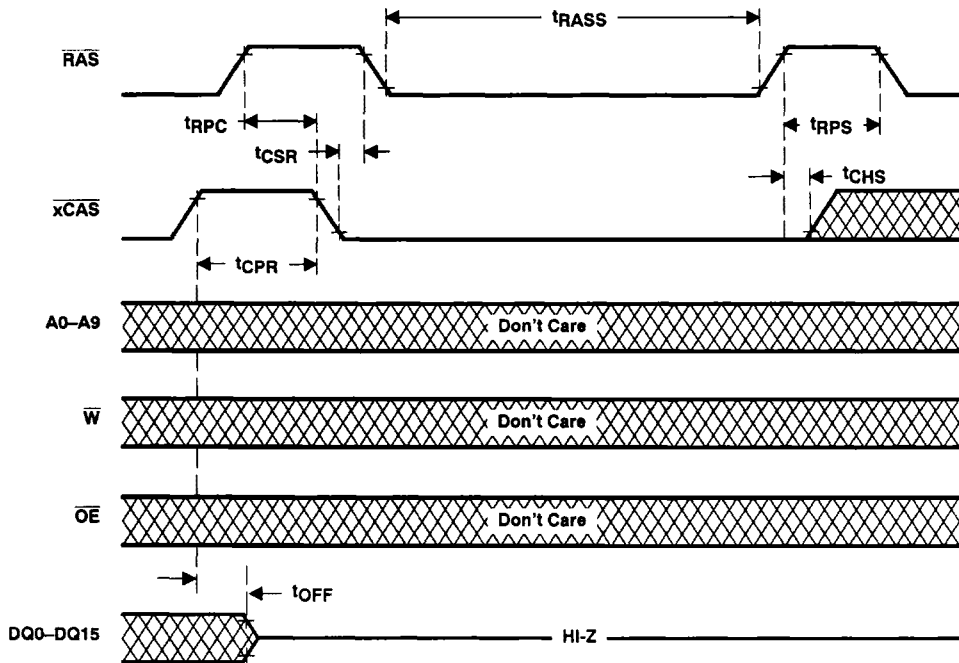 tRASS
RAS
tRPC
tRPS
tCSR
tCHS
xCAS
tCPR
A0–A9
Don't Care
W
Don't Care
OE
Don't Care
tOFF
DQ0–DQ15
HI-Z